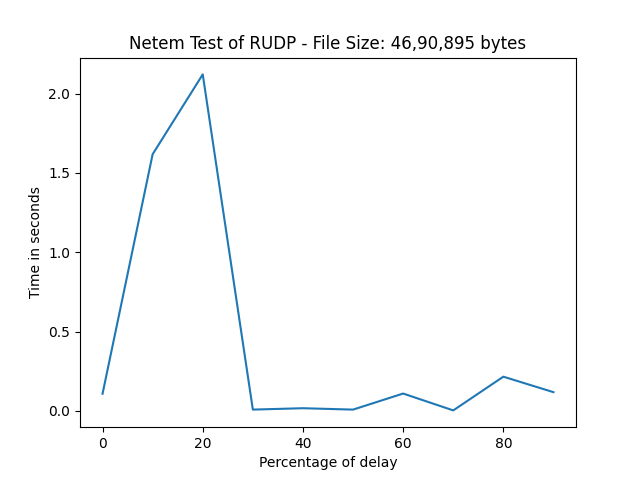 Netem Test of RUDP - File Size: 46,90,895 bytes
2.0
1.5
1.0
0.5
0.0
Time in seconds
0 20 40 60 80
Percentage of delay